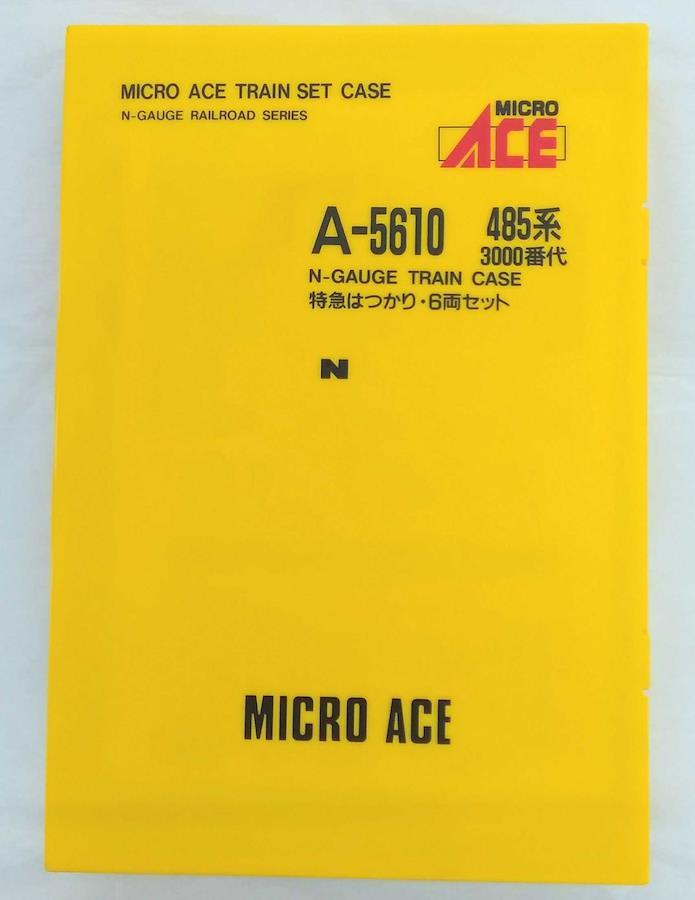 MICRO ACE TRAIN SET CASE
N-GAUGE RAILROAD SERIES
MICRO
ACE
A-5610 485系
3000番代
N-GAUGE TRAIN CASE
特急はつかり・6両セット
N
MICRO ACE